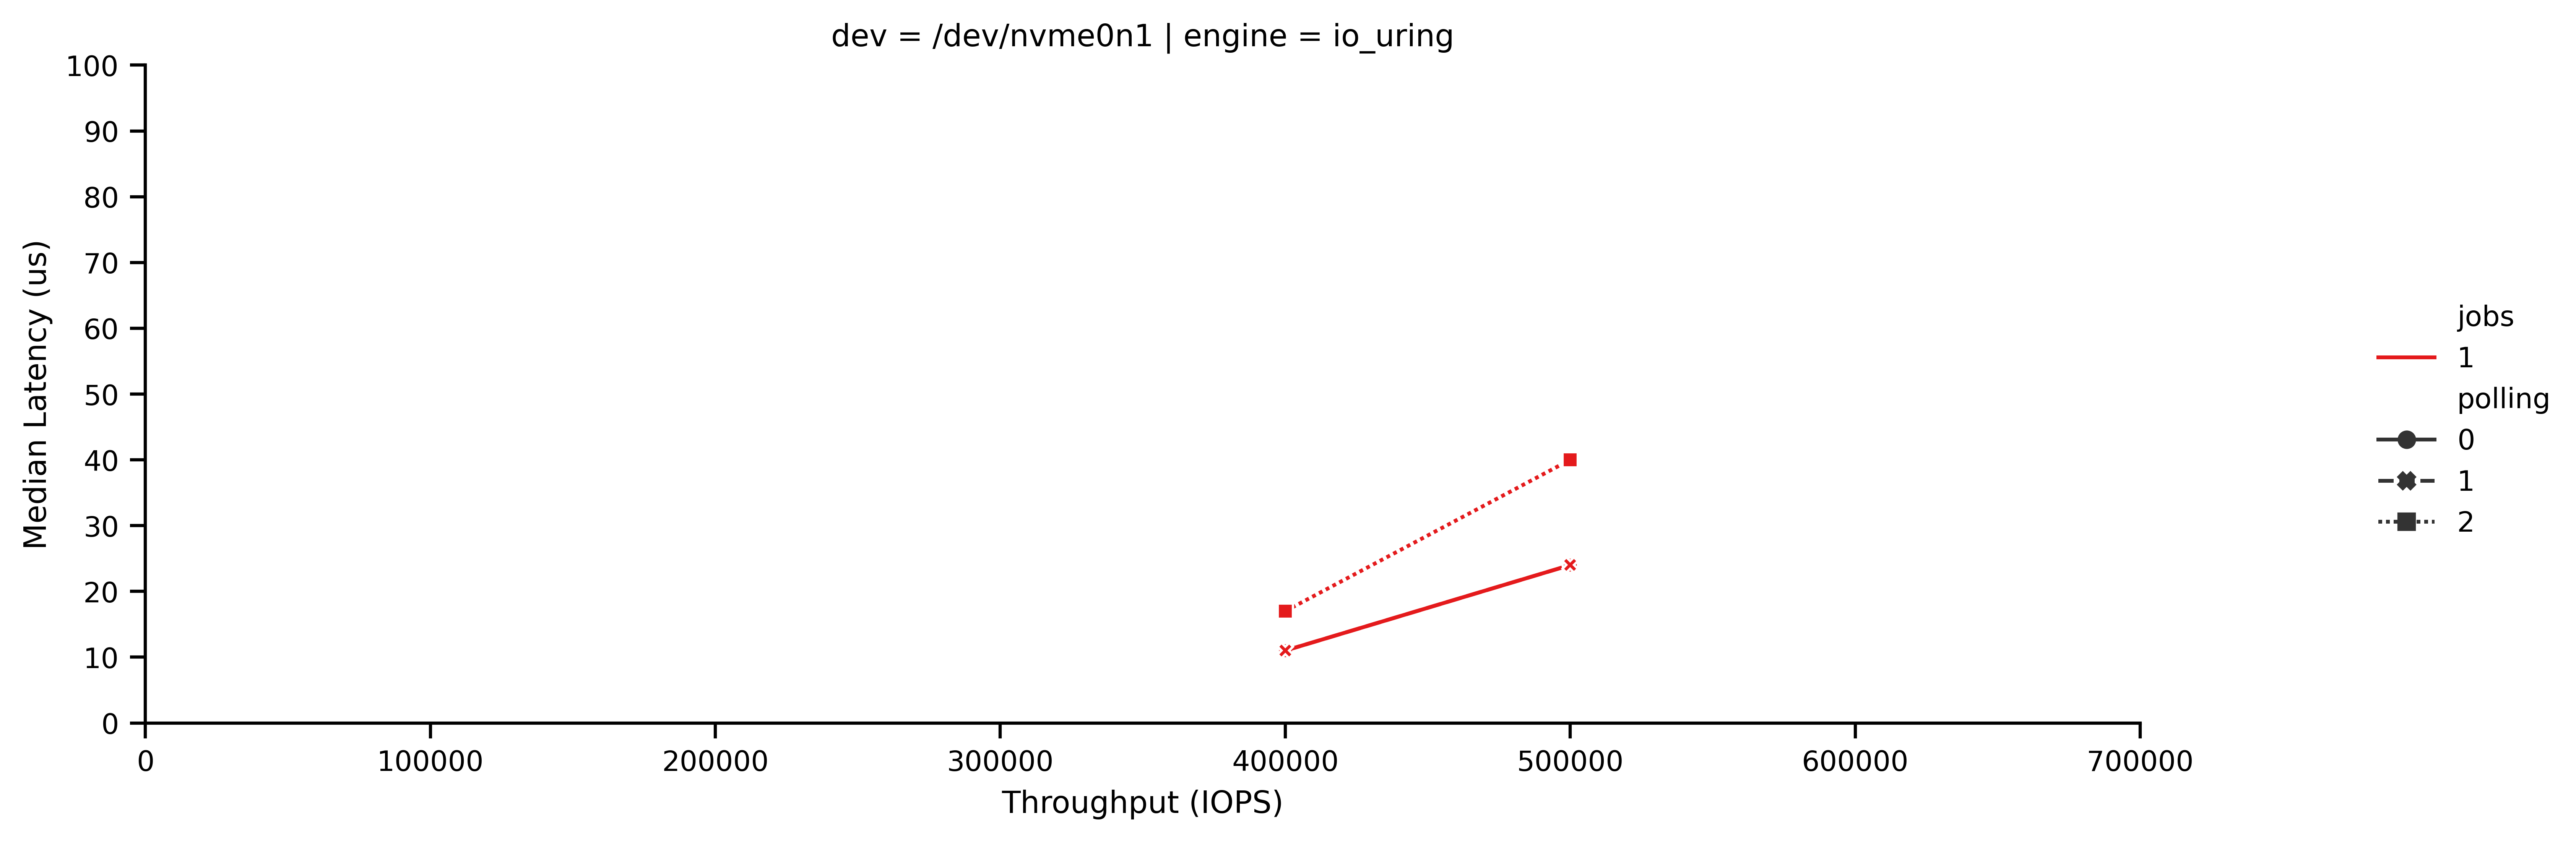 dev = /dev/nvme0n1 | engine = io_uring
100
90
80
70
60
50
40
30
20
10
0
Median Latency (us)
0 100000 200000 300000 400000 500000 600000 700000
Throughput (IOPS)
jobs
1
polling
0
1
2